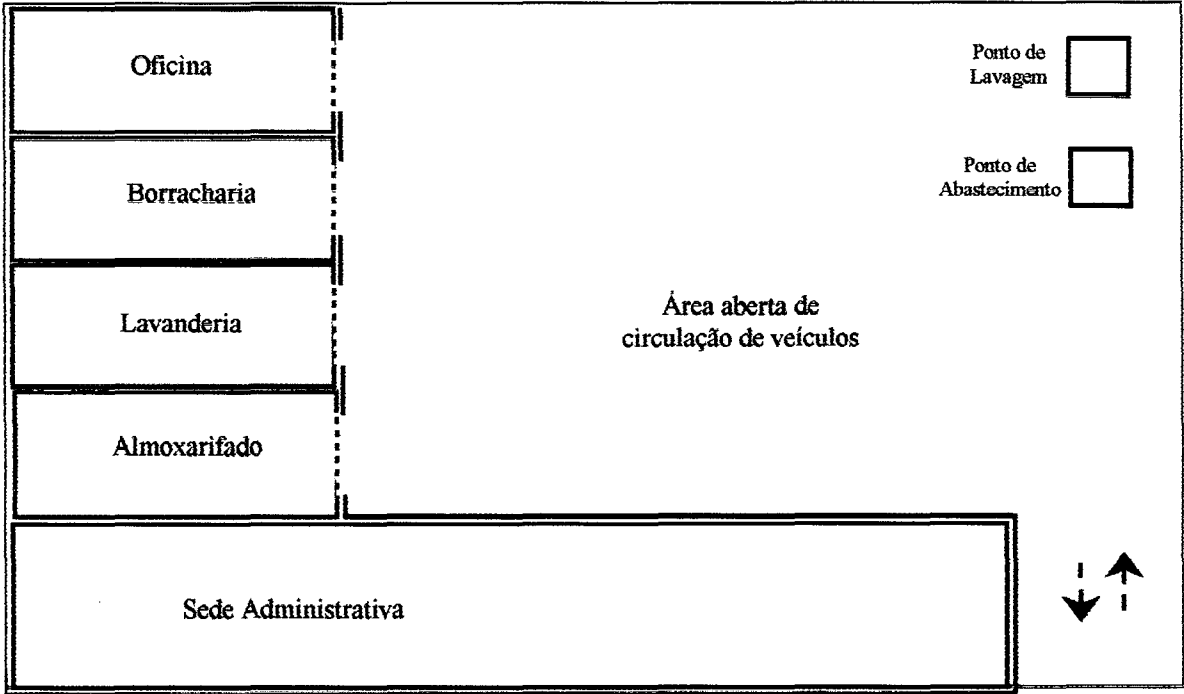 Oficina
Ponto de
Lavagem
Borracharia
Ponto de
Abastecimento
Lavanderia
Área aberta de
circulação de veículos
Almoxarifado
Sede Administrativa